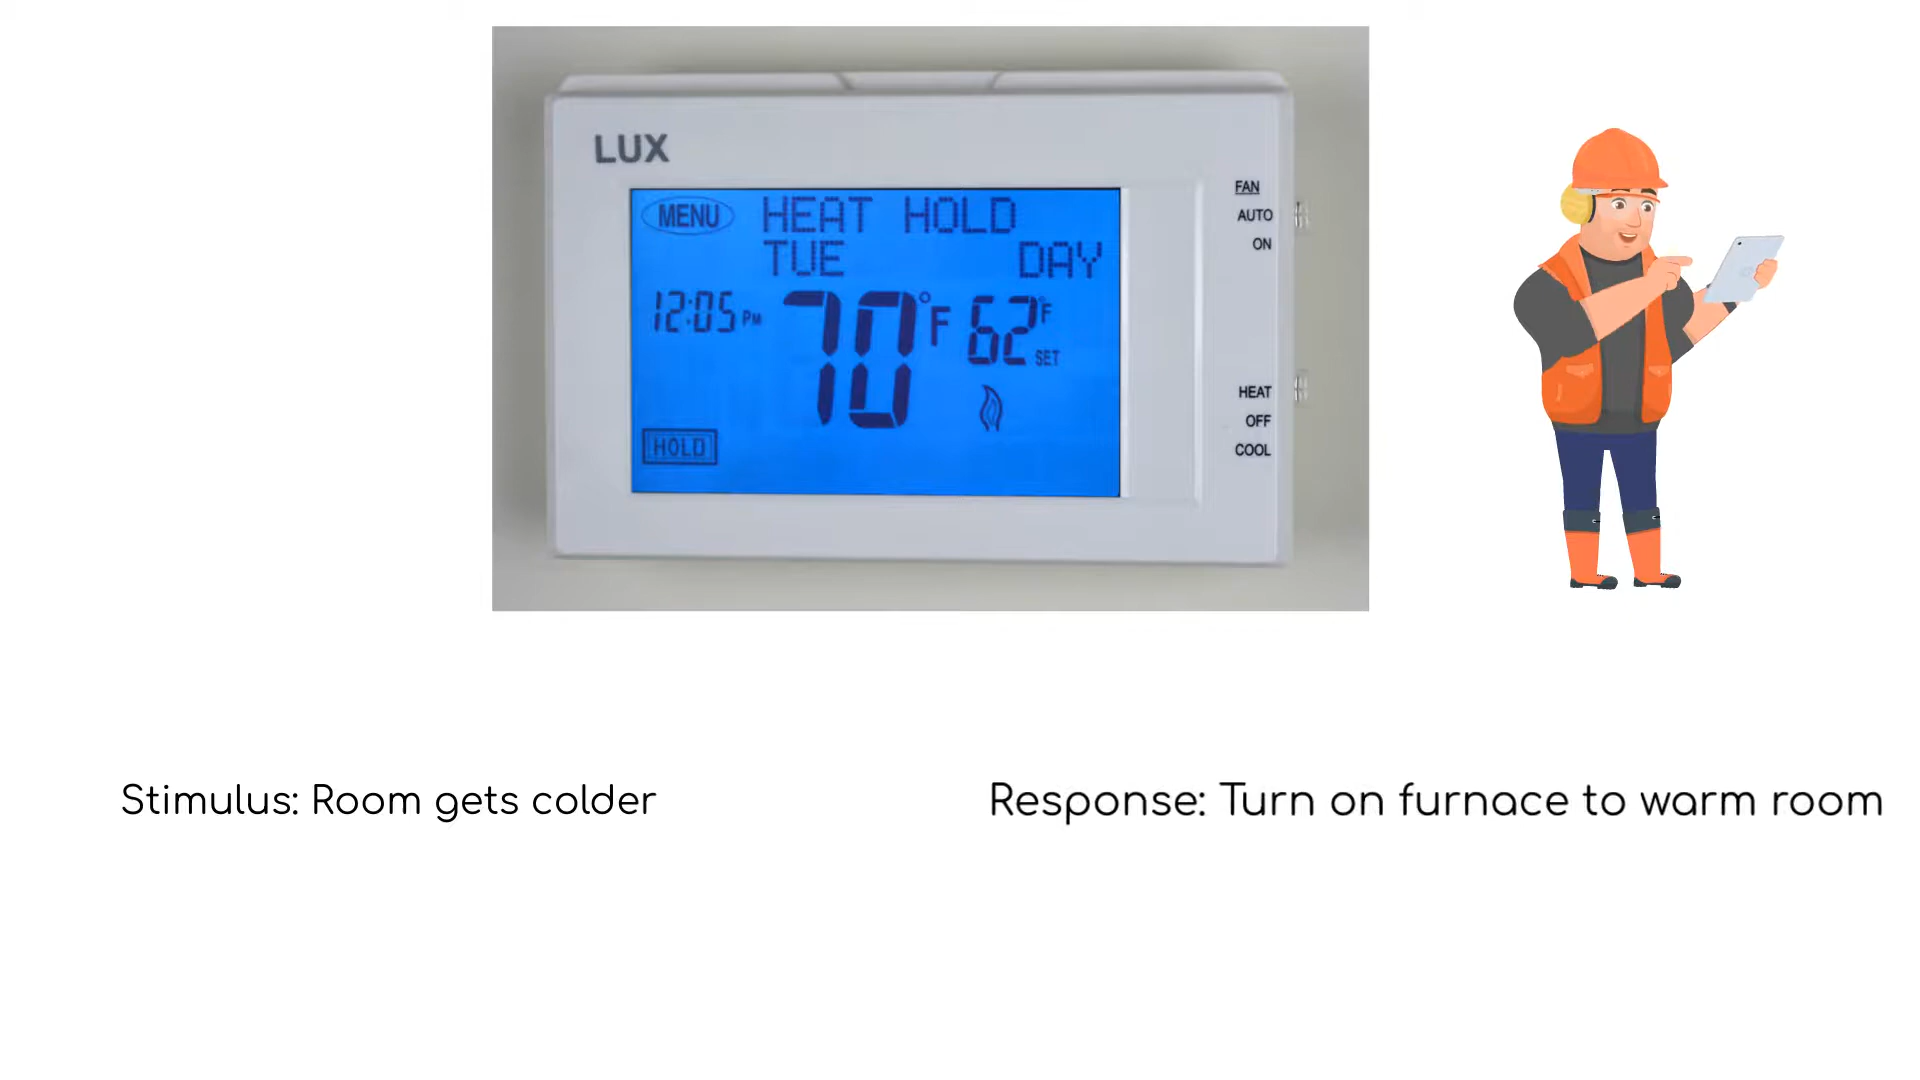 LUX
MENU HEAT HOLD
TUE DAY
12:05 PM 70°F 62°F
SET
HOLD
FAN
AUTO
ON
HEAT
OFF
COOL
Stimulus: Room gets colder
Response: Turn on furnace to warm room